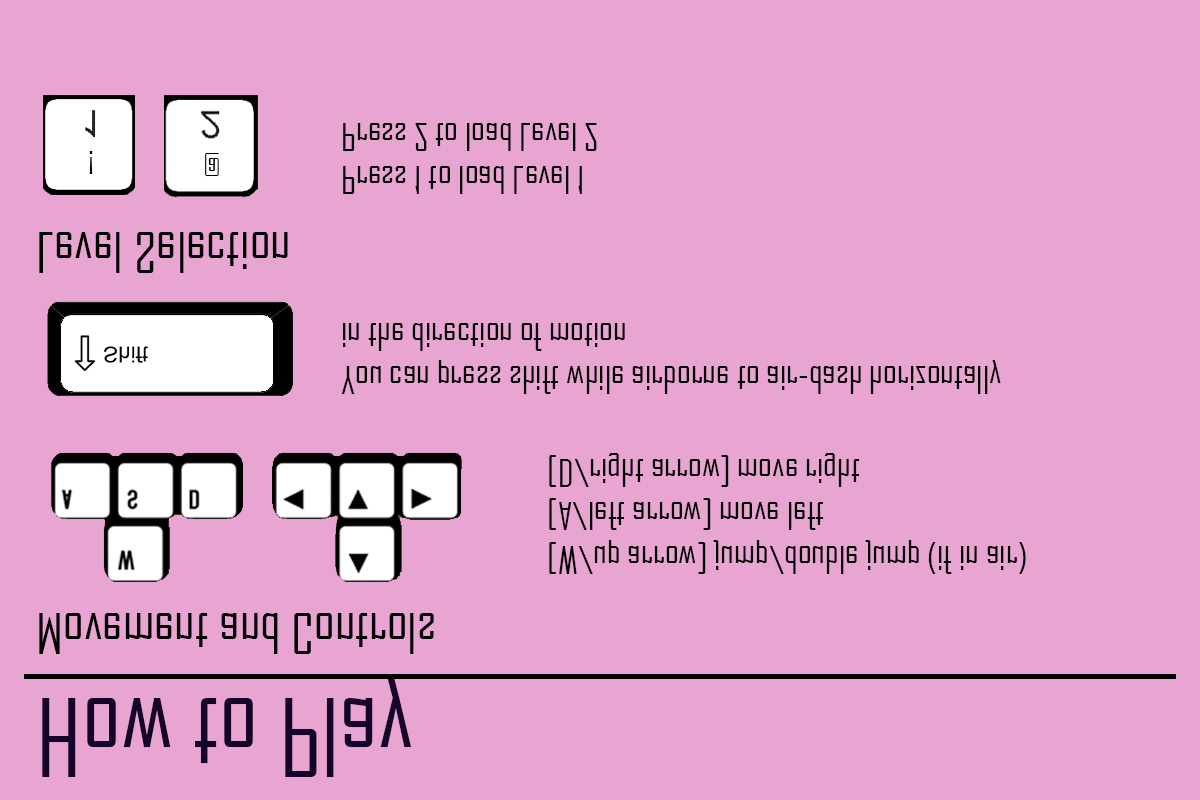 How to Play
Movement and Controls
W
A S D
▲
◀ ▼ ▶
[W/up arrow] jump/double jump (if in air)
[A/left arrow] move left
[D/right arrow] move right
⇧ Shift
You can press shift while airborne to air-dash horizontally
in the direction of motion
Level Selection
! @
1 2
Press 1 to load Level 1
Press 2 to load Level 2